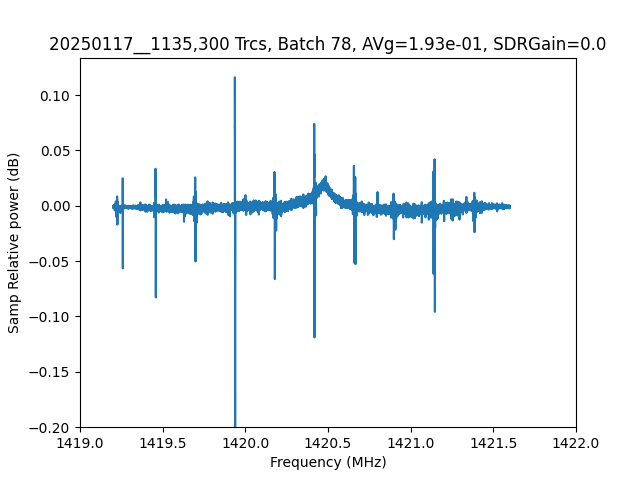 20250117__1135,300 Trcs, Batch 78, AVg=1.93e-01, SDRGain=0.0
Samp Relative power (dB)
0.10
0.05
0.00
−0.05
−0.10
−0.15
−0.20
1419.0 1419.5 1420.0 1420.5 1421.0 1421.5 1422.0
Frequency (MHz)